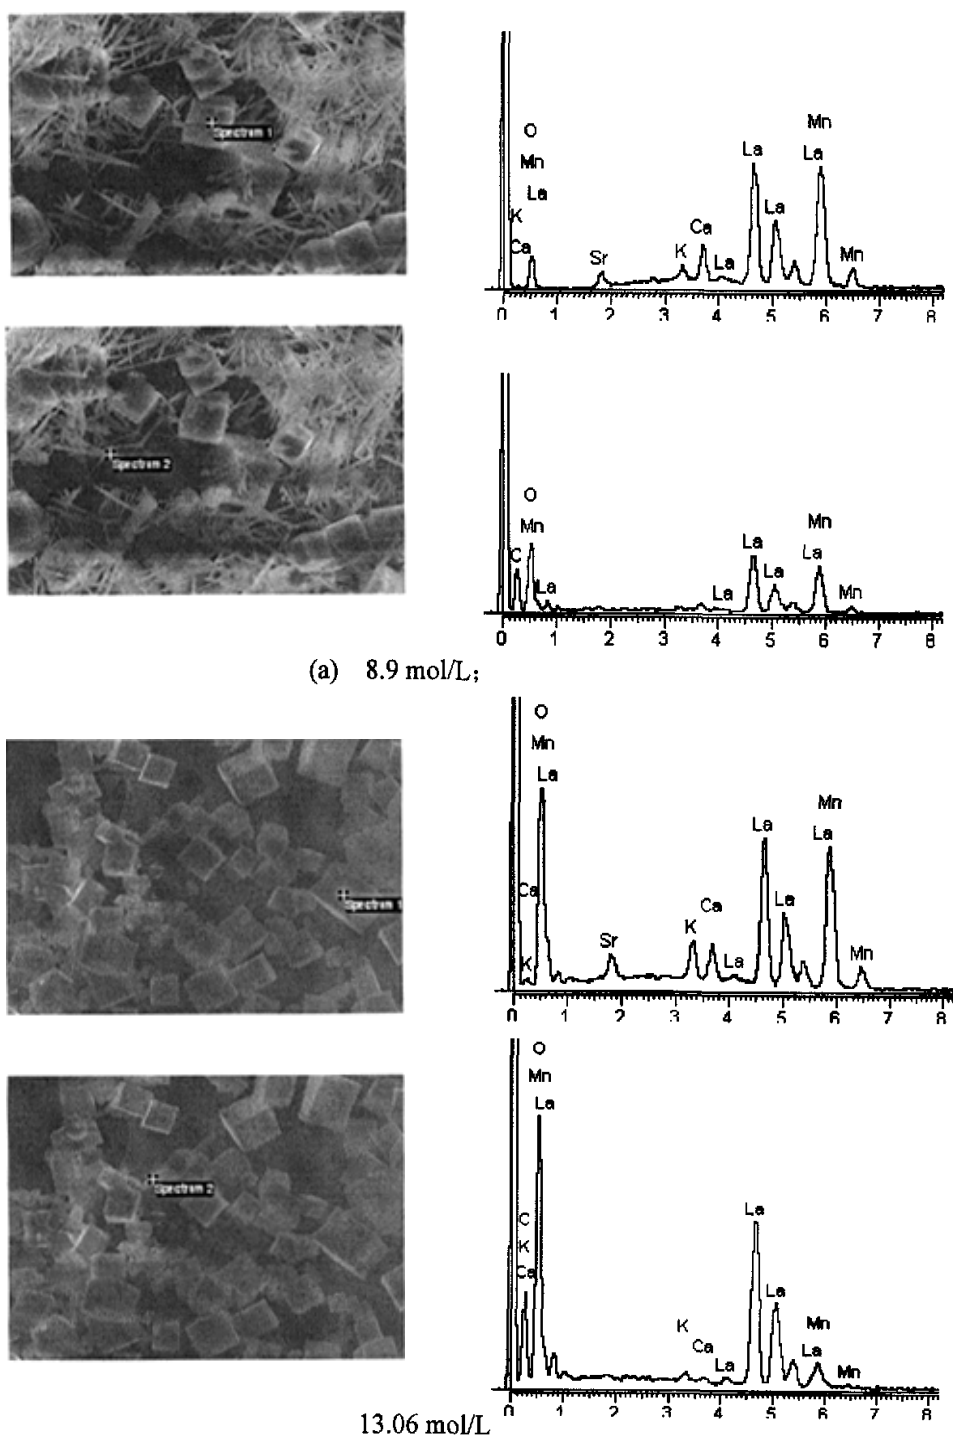 Spectrum 1
O
Mn
La
K
Ca
Sr
K
Ca
La
La
La
Mn
La
Mn
0 1 2 3 4 5 6 7 8
Spectrum 2
O
Mn
C
La
La
La
La
Mn
La
Mn
0 1 2 3 4 5 6 7 8
(a) 8.9 mol/L;
Spectrum 1
O
Mn
La
Ca
K
Sr
K
Ca
La
La
La
Mn
La
Mn
0 1 2 3 4 5 6 7 8
Spectrum 2
O
Mn
La
C
K
Ca
K
Ca
La
La
La
Mn
La
Mn
0 1 2 3 4 5 6 7 8
13.06 mol/L